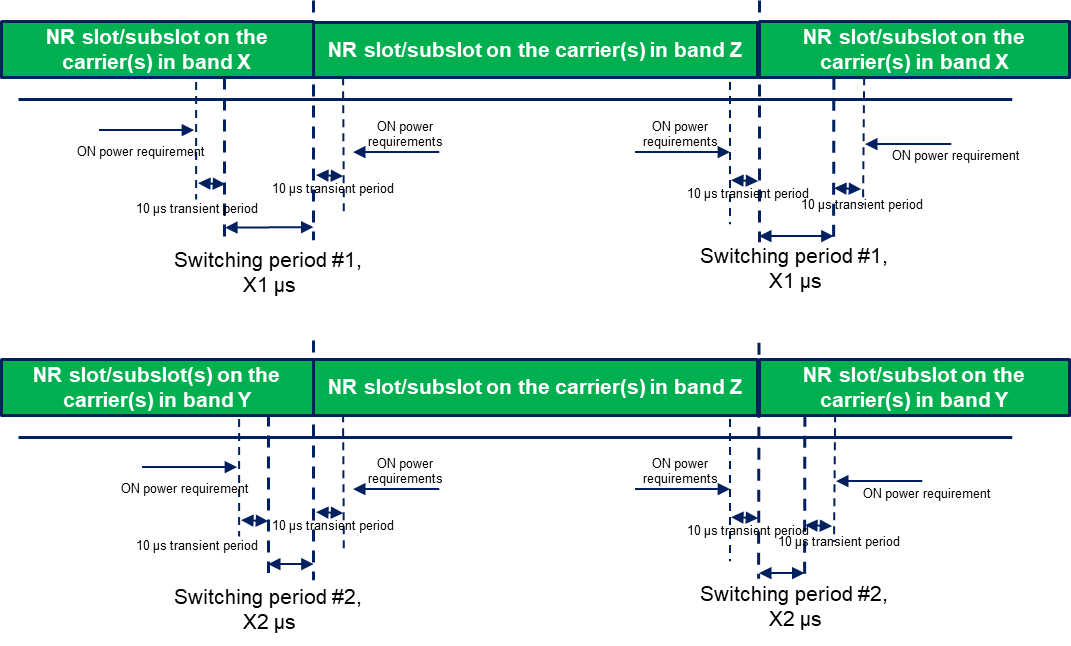 NR slot/subslot on the
carrier(s) in band X
NR slot/subslot on the carrier(s) in band Z
NR slot/subslot on the
carrier(s) in band X
ON power requirement
ON power
requirements
ON power
requirements
ON power requirement
10 µs transient period
10 µs transient period
10 µs transient period
10 µs transient period
Switching period #1,
X1 µs
Switching period #1,
X1 µs
NR slot/subslot(s) on the
carrier(s) in band Y
NR slot/subslot on the carrier(s) in band Z
NR slot/subslot on the
carrier(s) in band Y
ON power requirement
ON power
requirements
ON power
requirements
ON power requirement
10 µs transient period
10 µs transient period
10 µs transient period
10 µs transient period
Switching period #2,
X2 µs
Switching period #2,
X2 µs